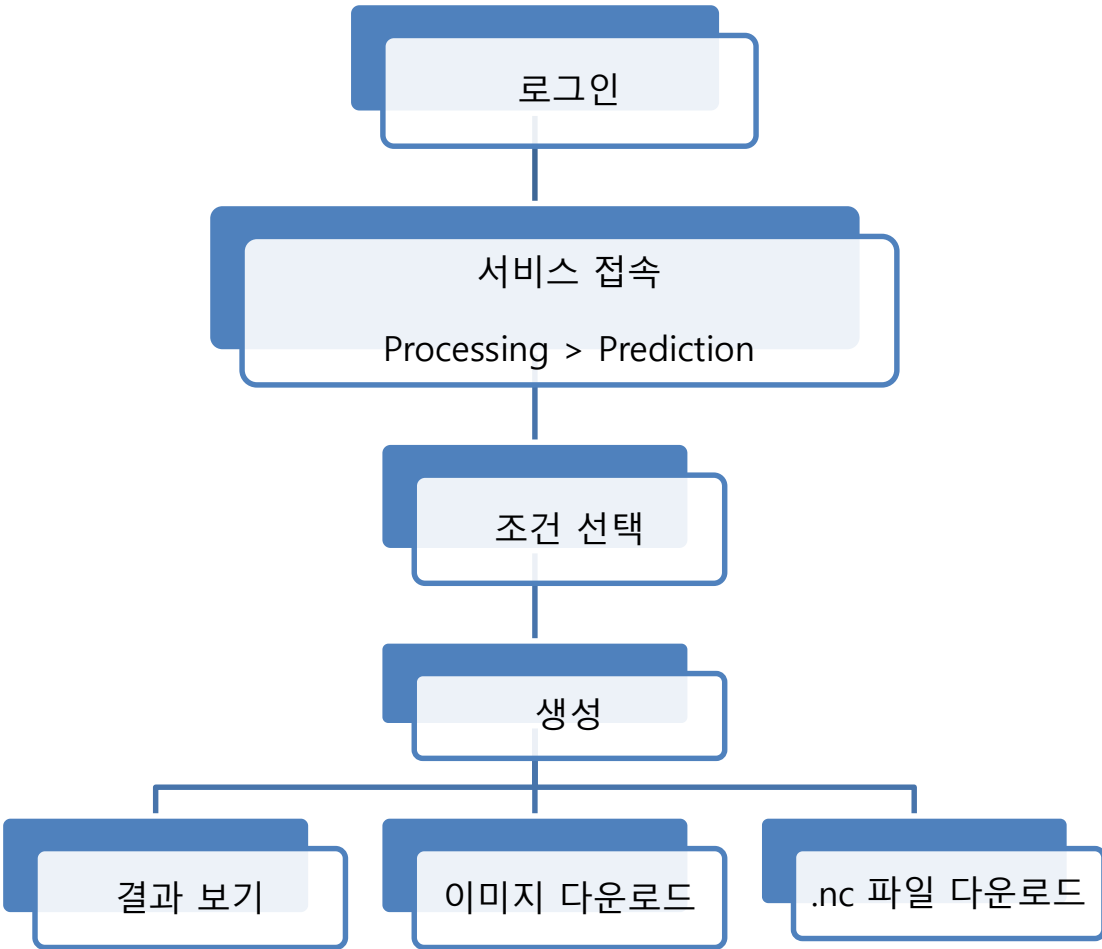 로그인
서비스 접속
Processing > Prediction
조건 선택
생성
결과 보기
이미지 다운로드
.nc 파일 다운로드